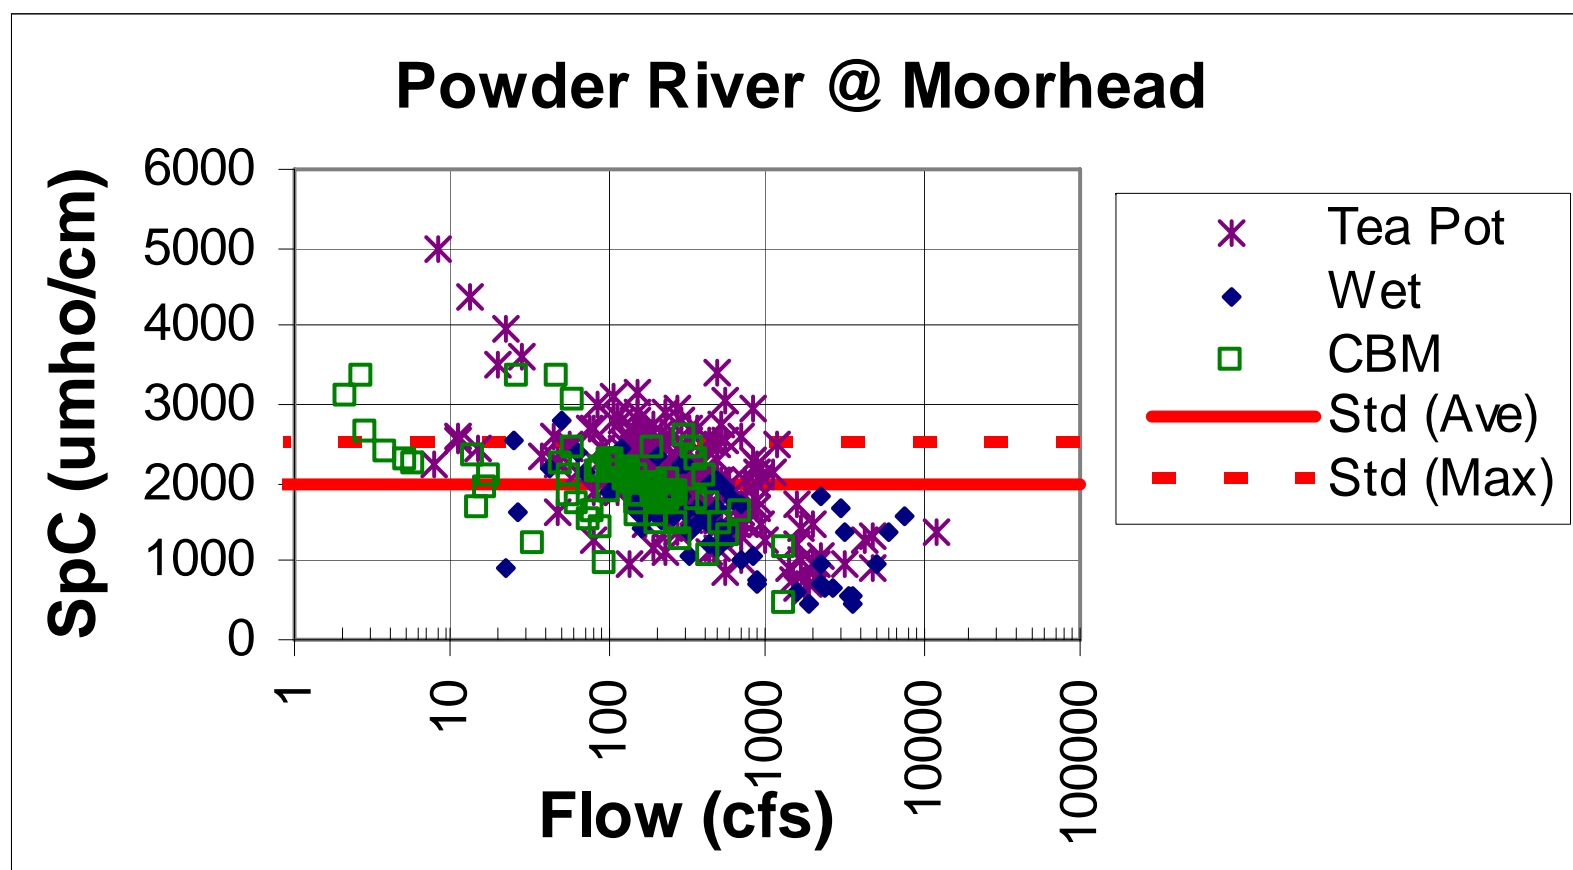 Powder River @ Moorhead
SpC (umho/cm)
6000
5000
4000
3000
2000
1000
0
1
10
100
1000
10000
100000
Flow (cfs)
Tea Pot
Wet
CBM
Std (Ave)
Std (Max)